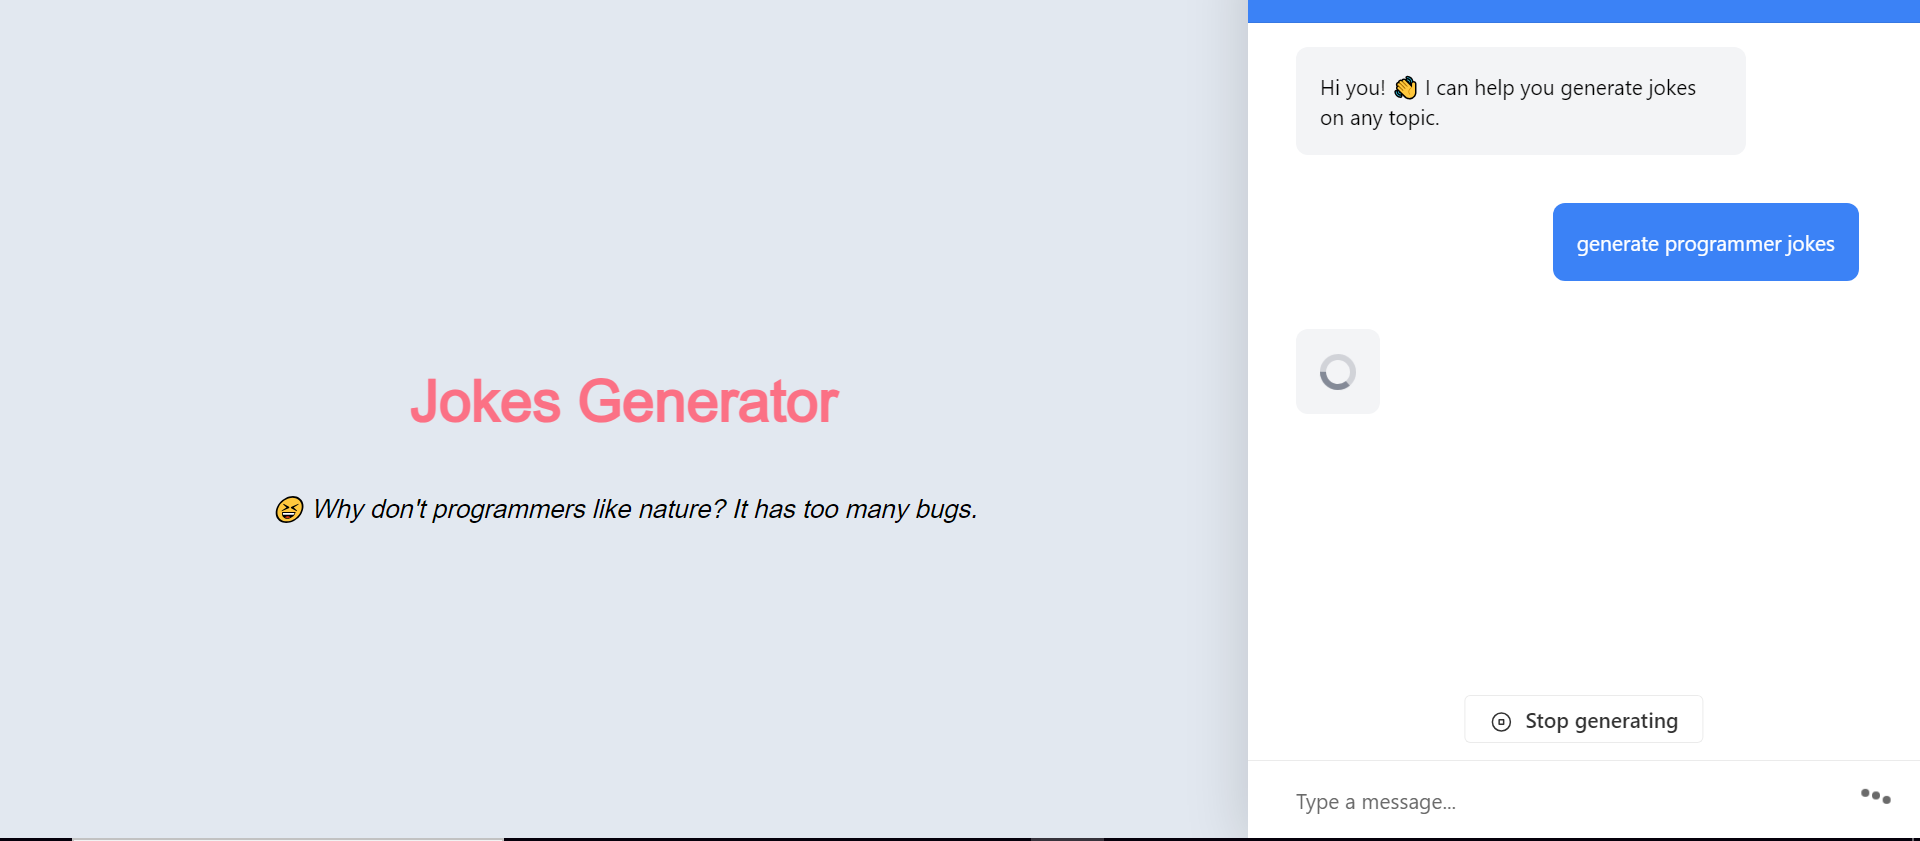 Jokes Generator
😆 Why don't programmers like nature? It has too many bugs.
Hi you! 👋 I can help you generate jokes
on any topic.
generate programmer jokes
Stop generating
Type a message...